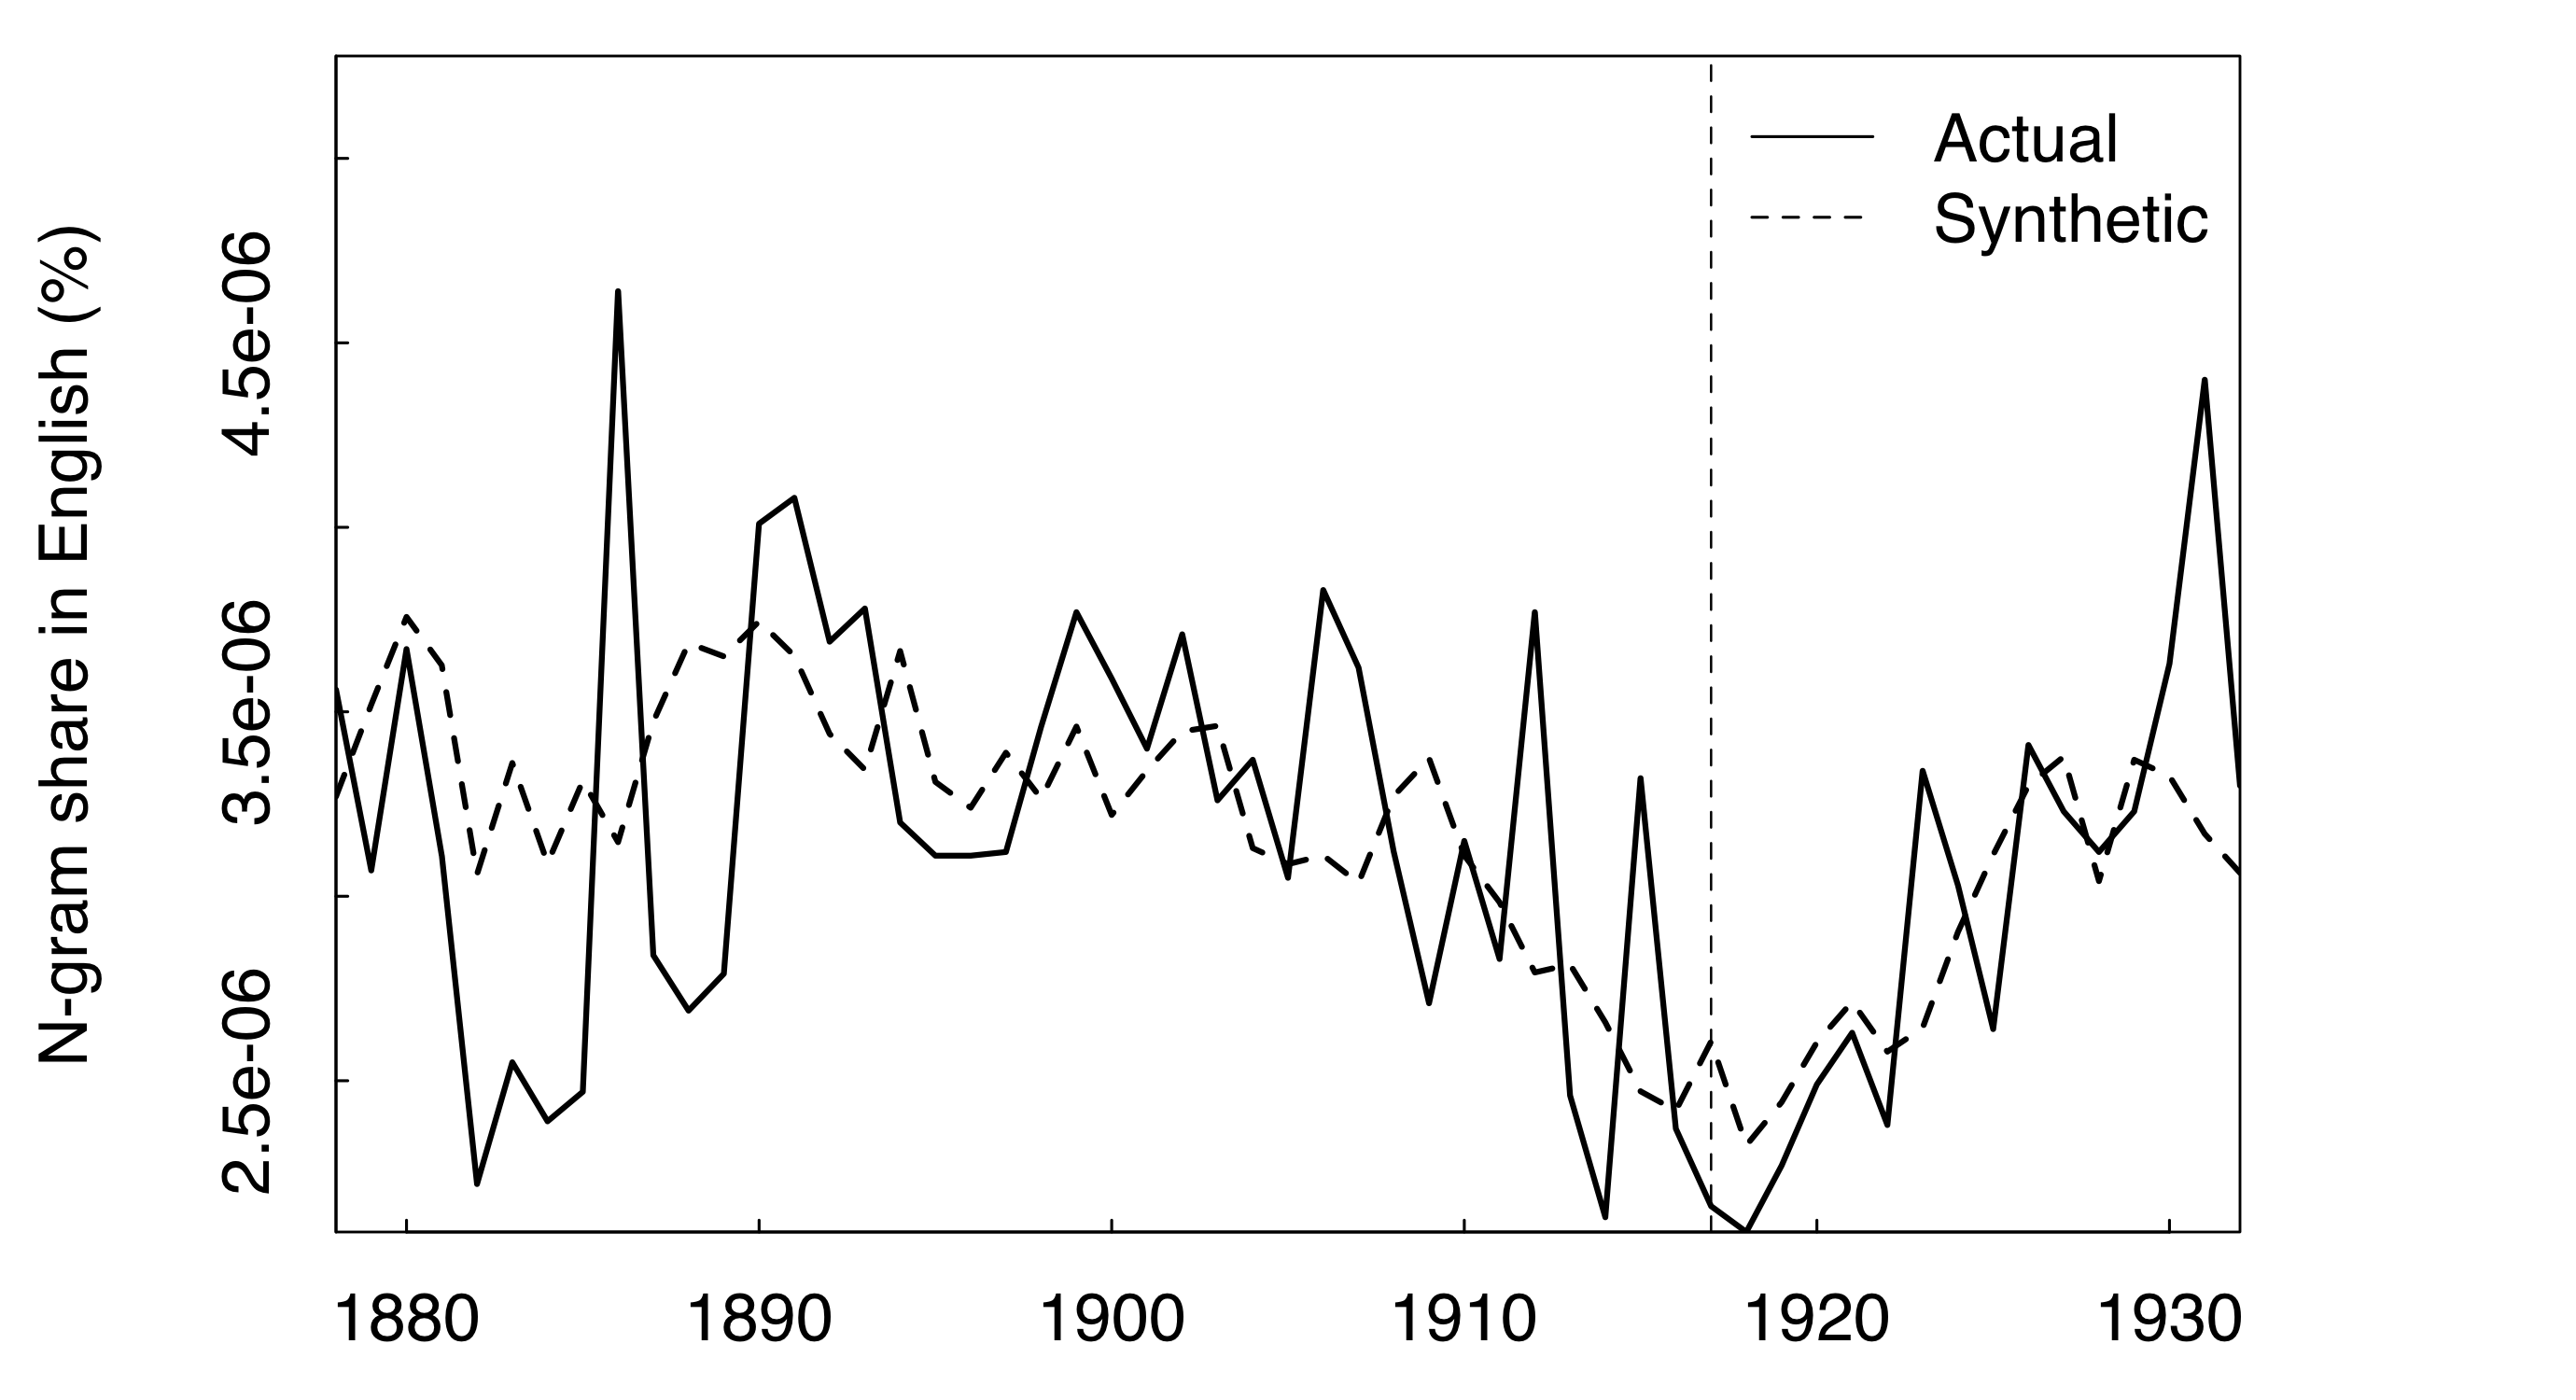 Actual
Synthetic
N-gram share in English (%)
4.5e-06
3.5e-06
2.5e-06
1880 1890 1900 1910 1920 1930